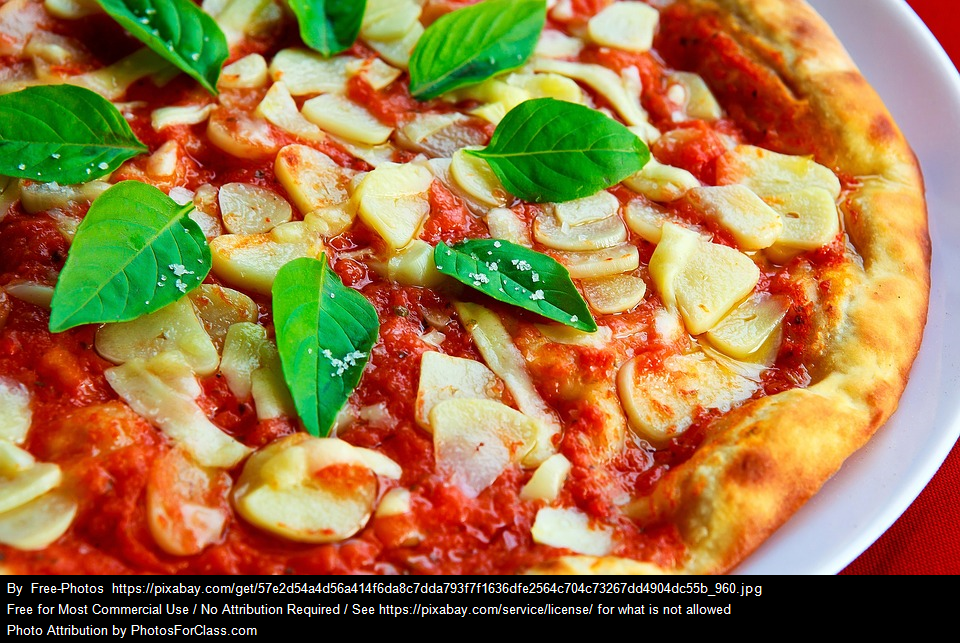 By  Free-Photos  https://pixabay.com/get/57e2d54a4d56a414f6da8c7dda793f7f1636dfe2564c704c73267dd4904dc55b_960.jpg
Free for Most Commercial Use / No Attribution Required / See https://pixabay.com/service/license/ for what is not allowed
Photo Attribution by PhotosForClass.com